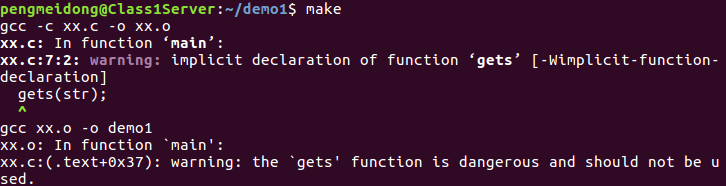 pengmeidong@Class1Server:~/demo1$ make
gcc -c xx.c -o xx.o
xx.c: In function ‘main’:
xx.c:7:2: warning: implicit declaration of function ‘gets’ [-Wimplicit-function-
declaration]
  gets(str);
  ^
gcc xx.o -o demo1
xx.o: In function `main':
xx.c:(.text+0x37): warning: the `gets' function is dangerous and should not be u
sed.